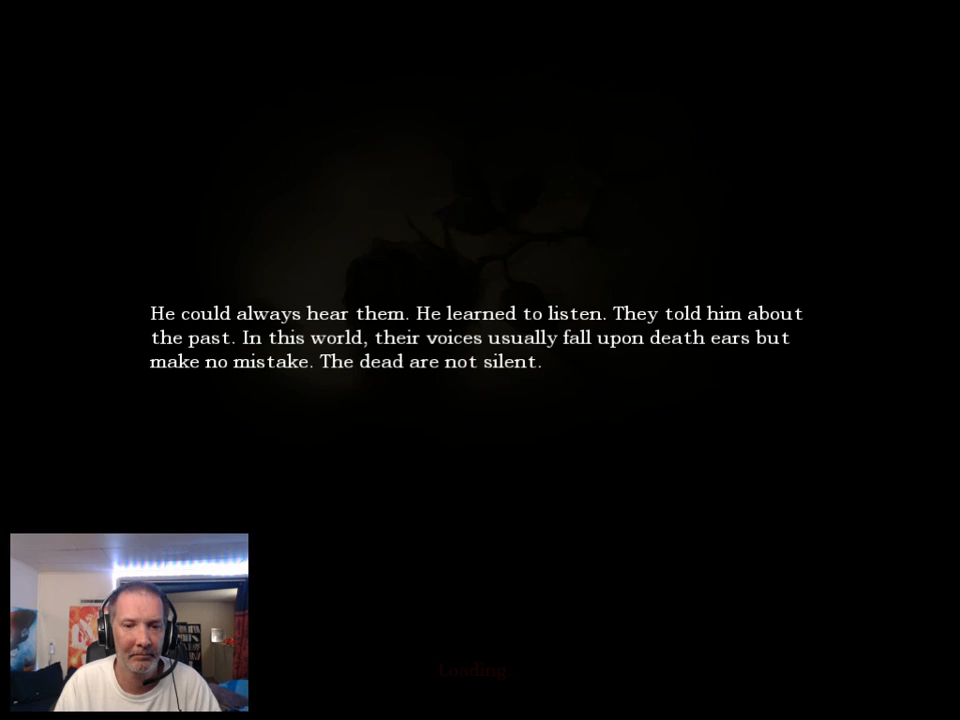 He could always hear them. He learned to listen. They told him about
the past. In this world, their voices usually fall upon death ears but
make no mistake. The dead are not silent.
Loading.